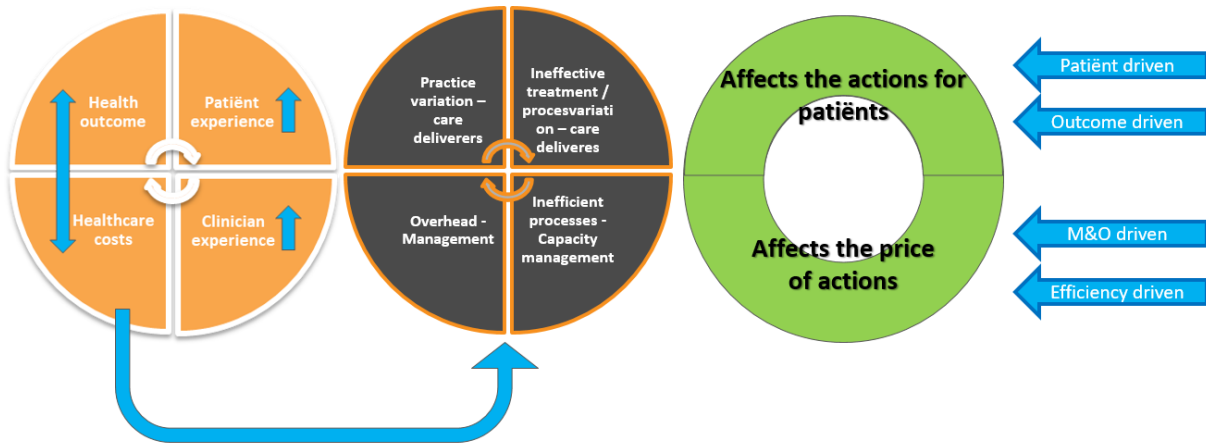 Health
outcome
Patiënt
experience
Healthcare
costs
Clinician
experience
Practice
variation –
care
deliverers
Ineffective
treatment /
procesvariati
on – care
deliveres
Overhead -
Management
Inefficient
processes -
Capacity
management
Affects the actions for
patiënts
Affects the price
of actions
Patiënt driven
Outcome driven
M&O driven
Efficiency driven